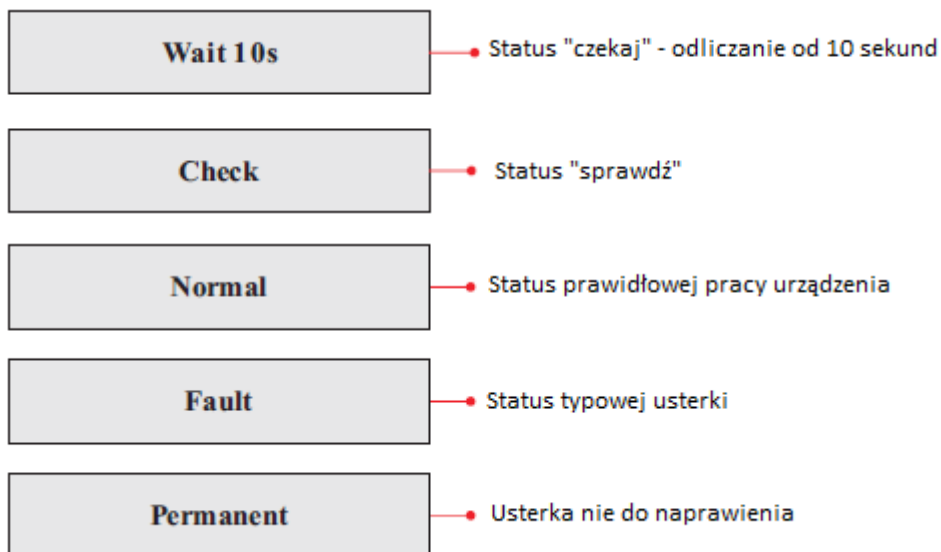 Wait 10s
Status "czekaj" - odliczanie od 10 sekund
Check
Status "sprawdź"
Normal
Status prawidłowej pracy urządzenia
Fault
Status typowej usterki
Permanent
Usterka nie do naprawienia